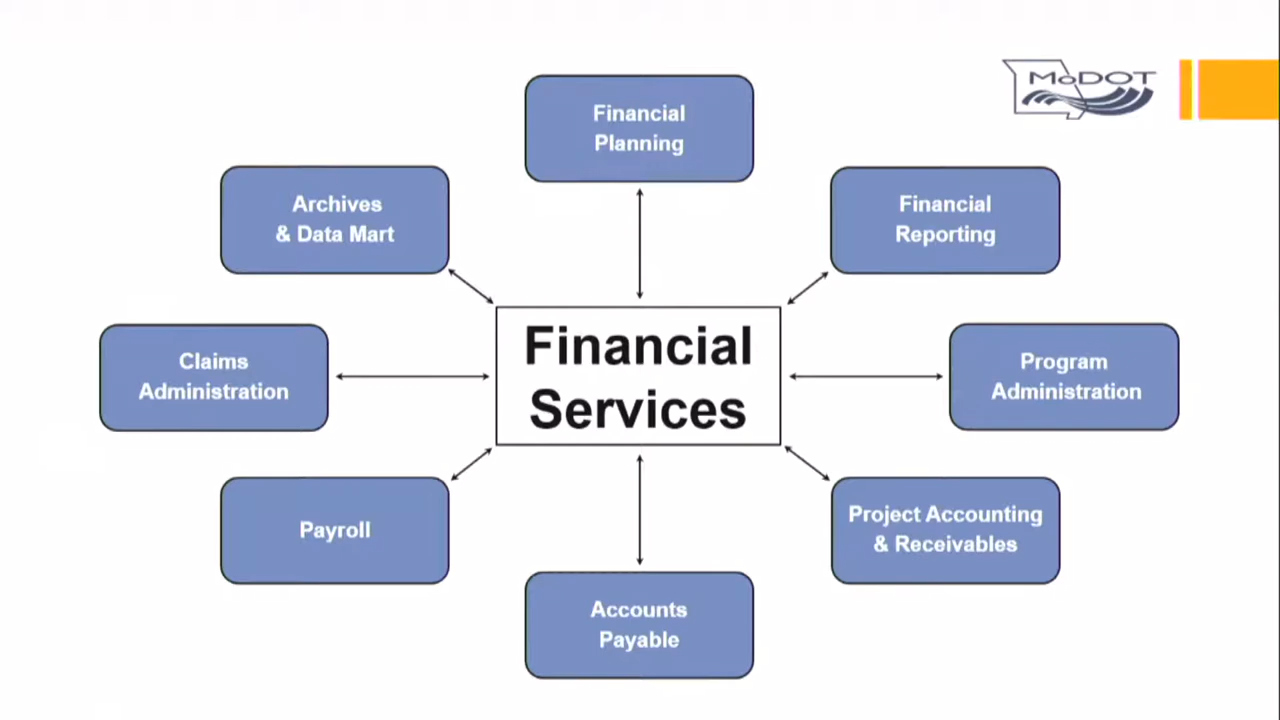 MoDOT
Financial
Planning
Archives
& Data Mart
Financial
Reporting
Financial
Services
Claims
Administration
Program
Administration
Payroll
Project Accounting
& Receivables
Accounts
Payable